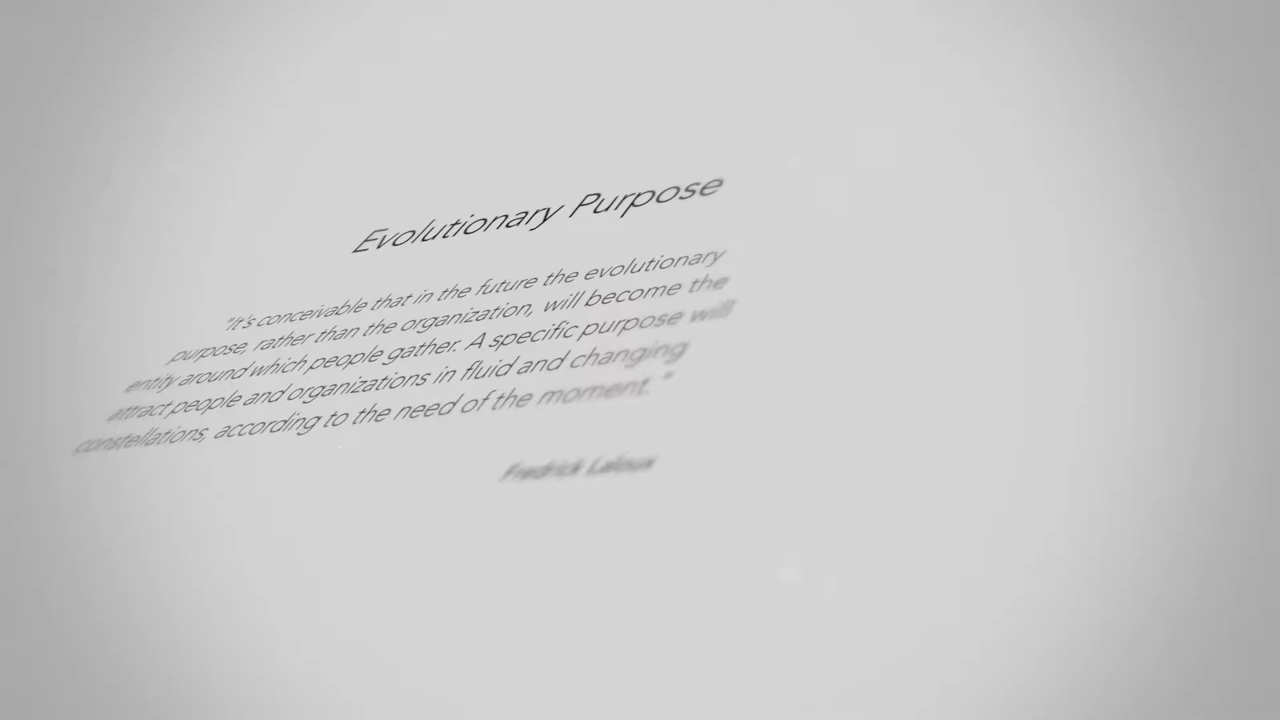 Evolutionary Purpose
"It's conceivable that in the future the evolutionary
purpose, rather than the organization, will become the
entity around which people gather. A specific purpose will
attract people and organizations in fluid and changing
constellations, according to the need of the moment. "
Fredrick Laloux